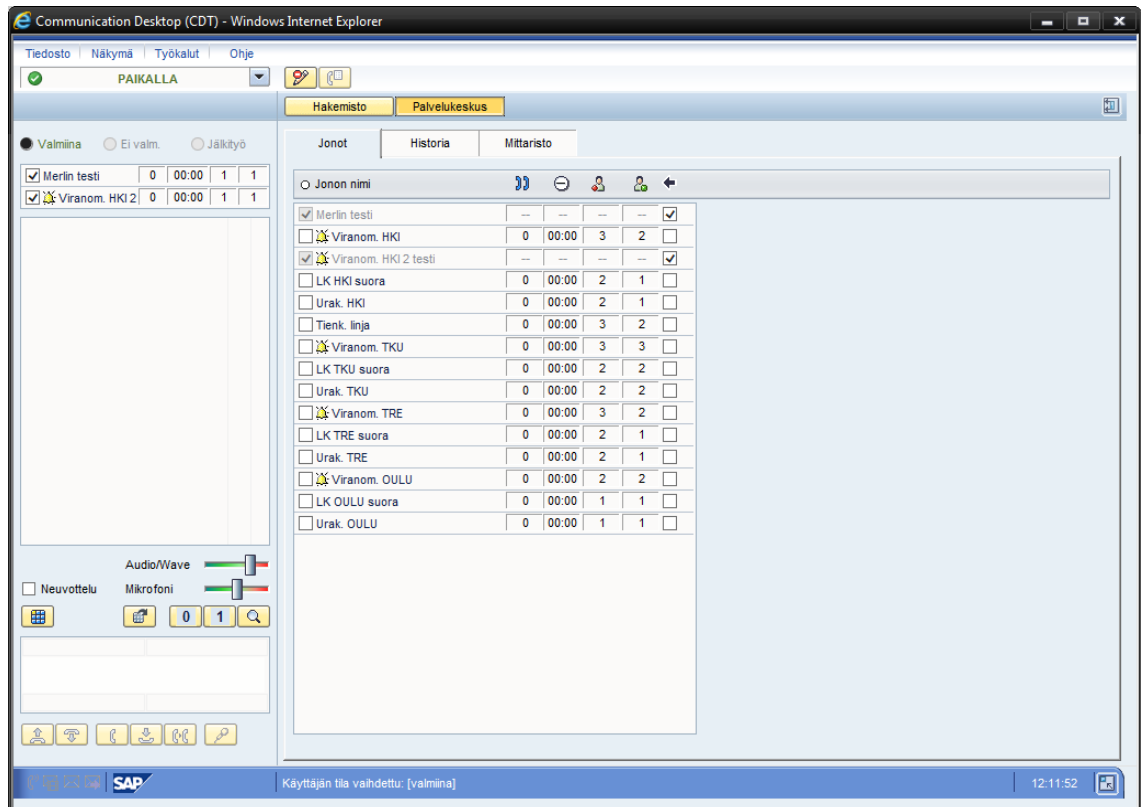 Communication Desktop (CDT) - Windows Internet Explorer
Tiedosto Näkymä Työkalut Ohje
PAIKALLA
Hakemisto Palvelukeskus
Valmiina Ei valm. Jälkityö
Merlin testi 0 00:00 1 1
Viranom. HKI 2 0 00:00 1 1
Audio/Wave
Neuvottelu Mikrofoni
0 1
Jonot Historia Mittaristo
Jonon nimi
Merlin testi -- -- -- --
Viranom. HKI 0 00:00 3 2
Viranom. HKI 2 testi -- -- -- --
LK HKI suora 0 00:00 2 1
Urak. HKI 0 00:00 2 1
Tienk. linja 0 00:00 3 2
Viranom. TKU 0 00:00 3 3
LK TKU suora 0 00:00 2 2
Urak. TKU 0 00:00 2 2
Viranom. TRE 0 00:00 3 2
LK TRE suora 0 00:00 2 1
Urak. TRE 0 00:00 2 1
Viranom. OULU 0 00:00 2 2
LK OULU suora 0 00:00 1 1
Urak. OULU 0 00:00 1 1
SAP Käyttäjän tila vaihdettu: [valmiina] 12:11:52